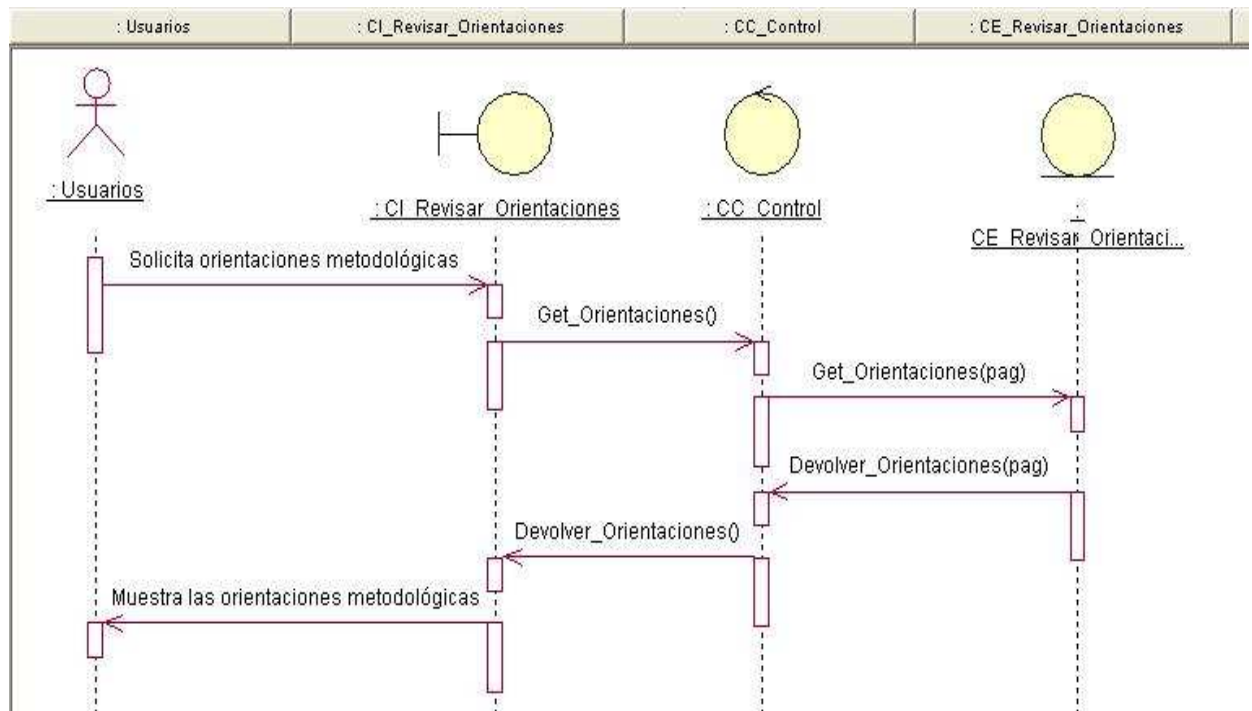 : Usuarios
: CI_Revisar_Orientaciones
: CC_Control
: CE_Revisar_Orientaciones
: Usuarios
: CI_Revisar_Orientaciones
: CC_Control
:
CE_Revisar_Orientaci...
Solicita orientaciones metodológicas
Get_Orientaciones()
Get_Orientaciones(pag)
Devolver_Orientaciones(pag)
Devolver_Orientaciones()
Muestra las orientaciones metodológicas